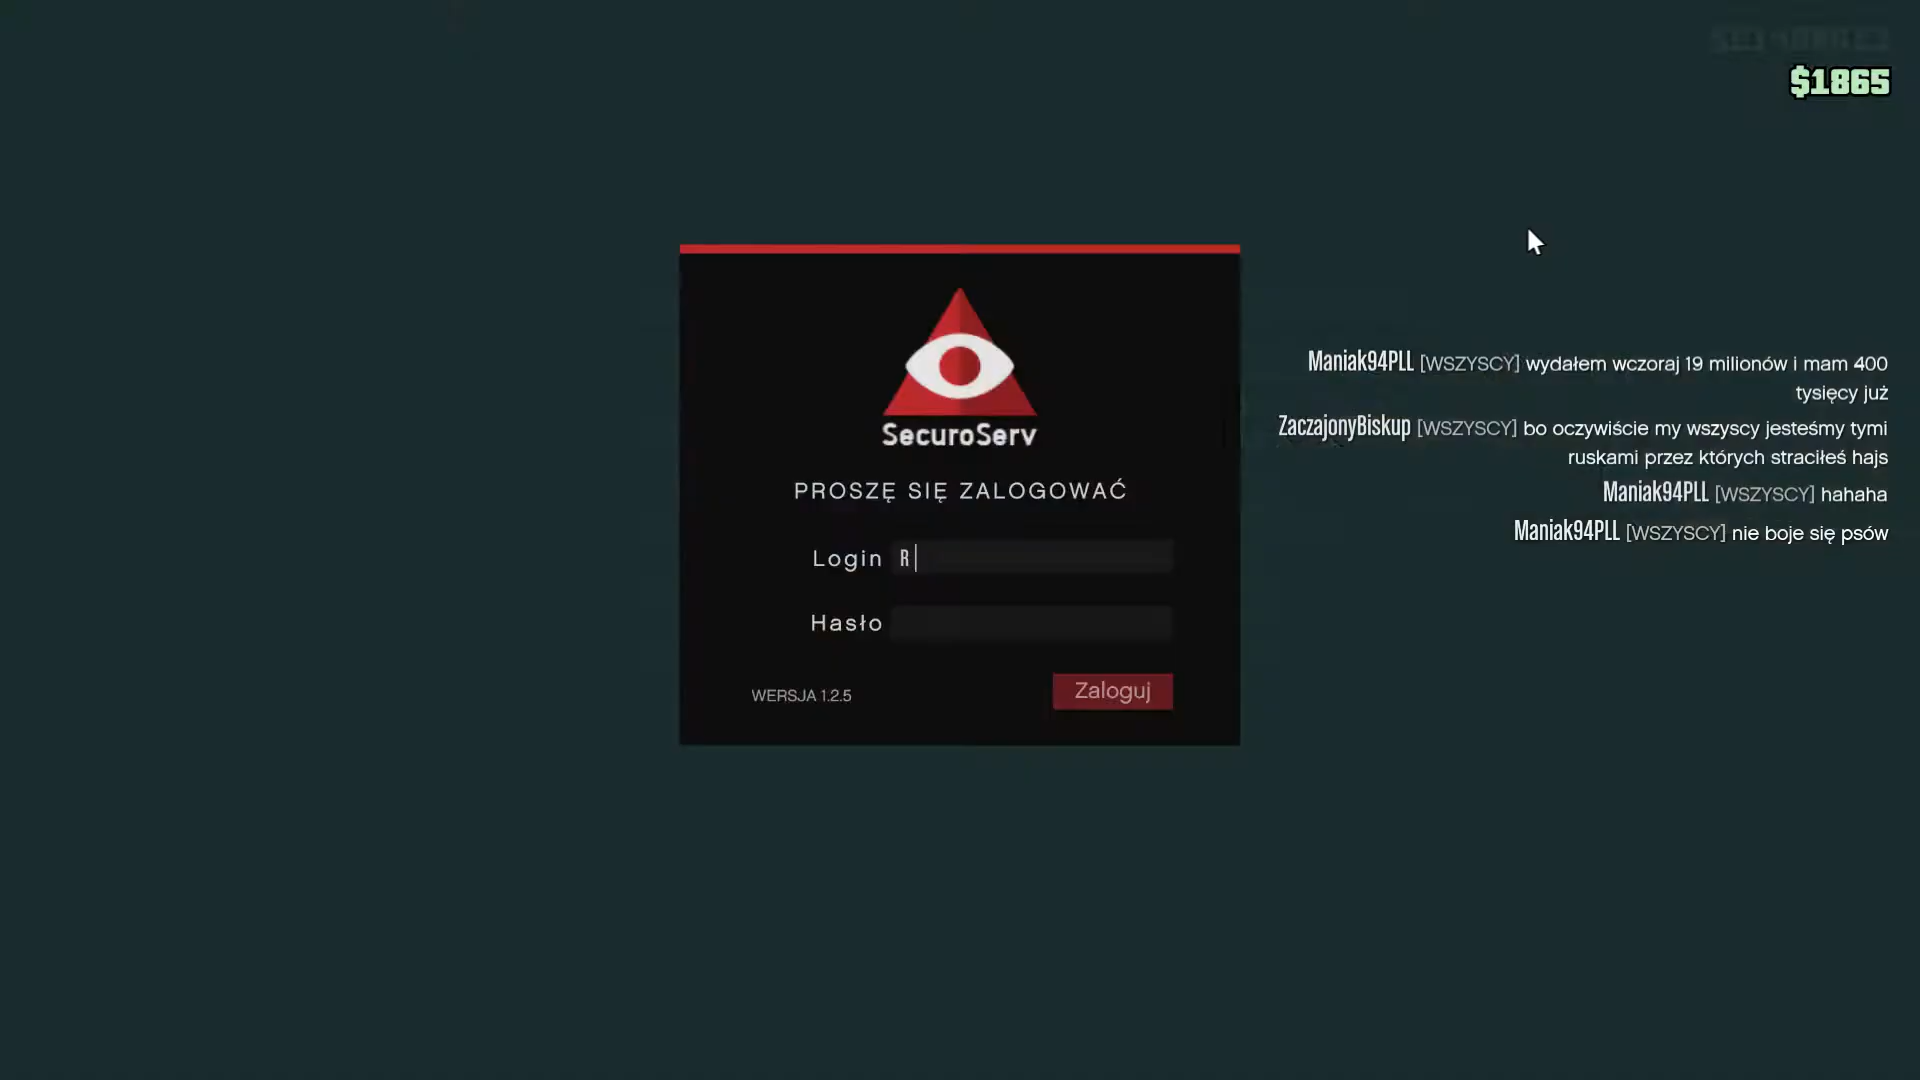 $1865
SecuroServ
PROSZĘ SIĘ ZALOGOWAĆ
Login R
Hasło
WERSJA 1.2.5
Zaloguj
Maniak94PLL [WSZYSCY] wydałem wczoraj 19 milionów i mam 400
tysięcy już
ZaczajonyBiskup [WSZYSCY] bo oczywiście my wszyscy jesteśmy tymi
ruskami przez których straciłeś hajs
Maniak94PLL [WSZYSCY] hahaha
Maniak94PLL [WSZYSCY] nie boje się psów